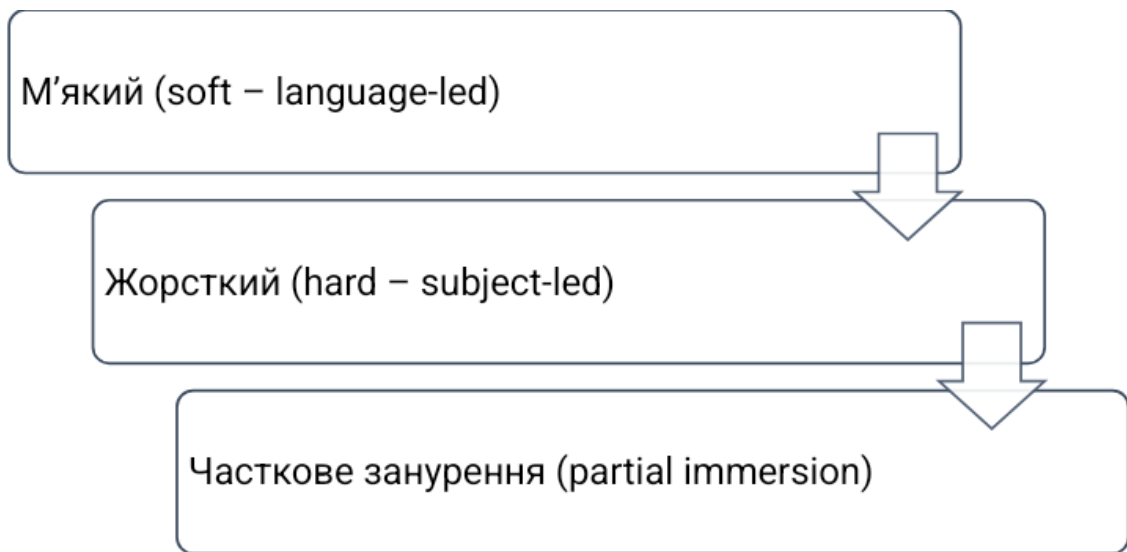 М’який (soft – language-led)
Жорсткий (hard – subject-led)
Часткове занурення (partial immersion)